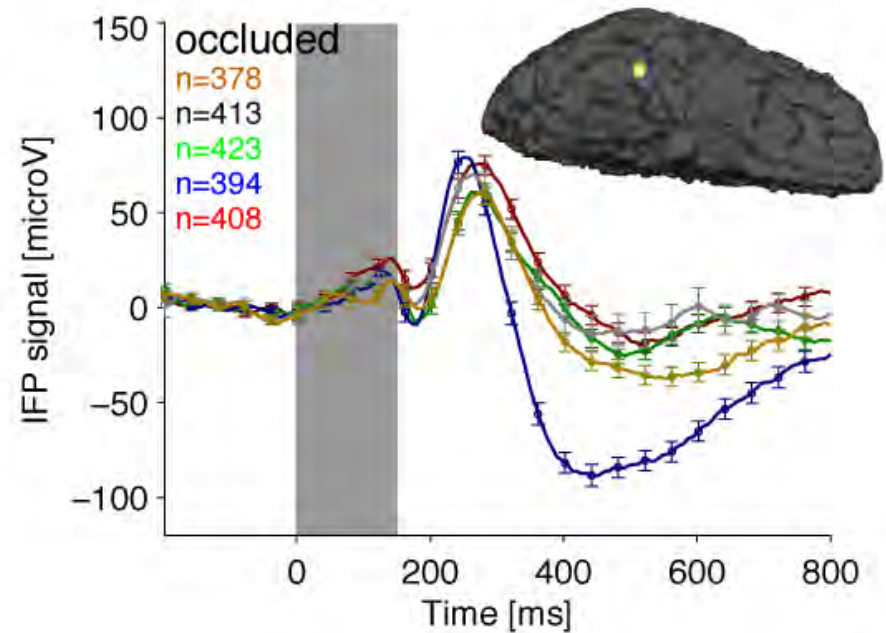 150
100
50
0
−50
−100
IFP signal [microV]
occluded
n=378
n=413
n=423
n=394
n=408
0
200
400
600
800
Time [ms]